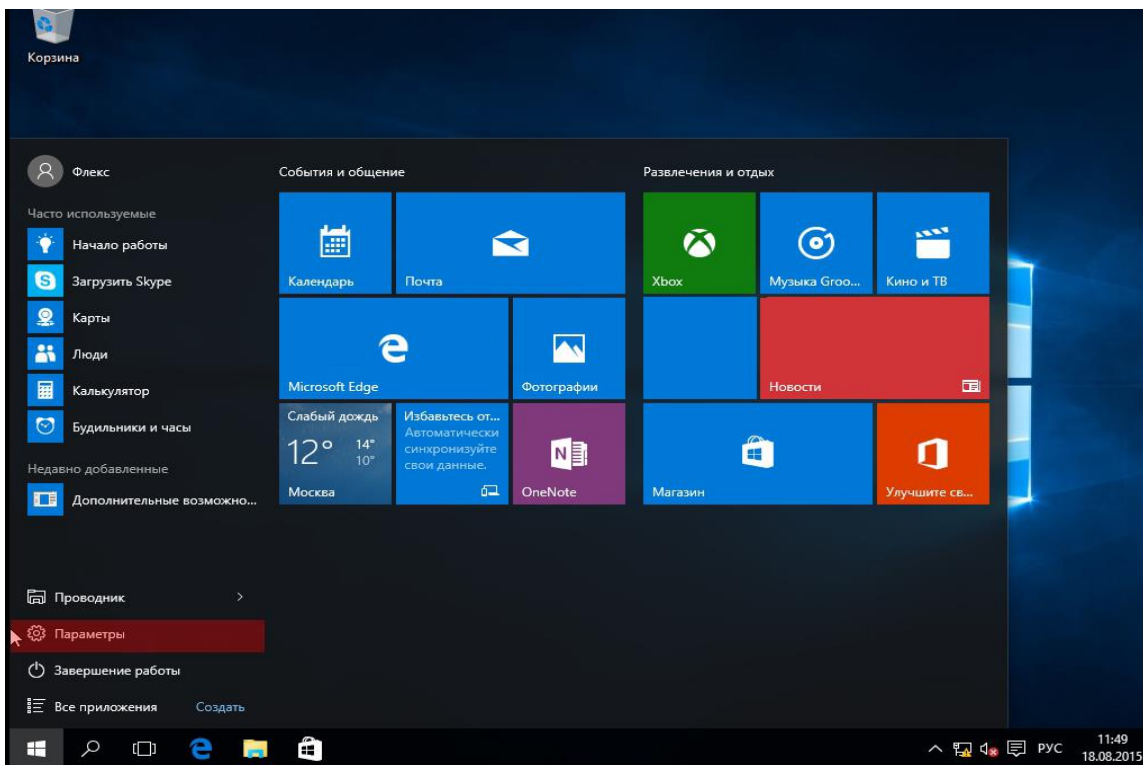 Корзина
Флекс
Часто используемые
Начало работы
Загрузить Skype
Карты
Люди
Калькулятор
Будильники и часы
Недавно добавленные
Дополнительные возможно...
Проводник
Параметры
Завершение работы
Все приложения
Создать
События и общение
Календарь
Почта
Microsoft Edge
Фотографии
Слабый дождь
12° 14°
10°
Москва
Избавьтесь от...
Автоматически
синхронизуйте
свои данные.
OneNote
Развлечения и отдых
Xbox
Музыка Groo...
Кино и ТВ
Новости
Магазин
Улучшите св...
РУС
11:49
18.08.2015